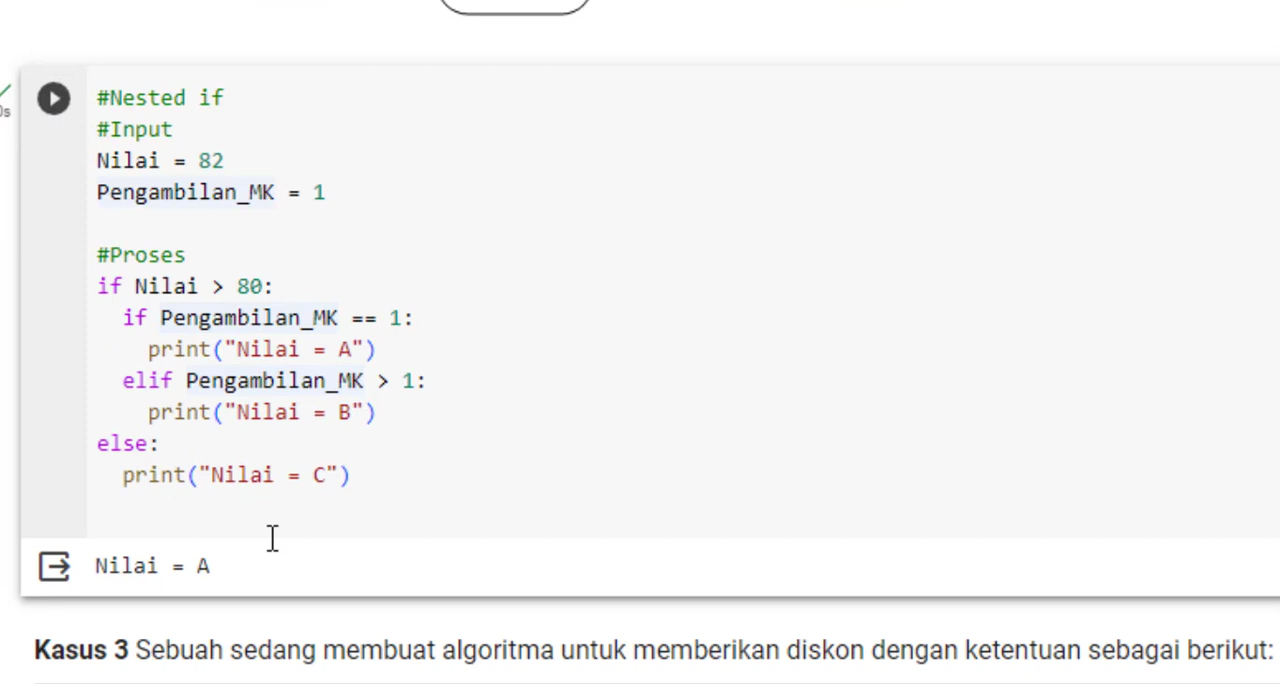 #Nested if
#Input
Nilai = 82
Pengambilan_MK = 1
#Proses
if Nilai > 80:
  if Pengambilan_MK == 1:
    print("Nilai = A")
  elif Pengambilan_MK > 1:
    print("Nilai = B")
else:
  print("Nilai = C")
Nilai = A
Kasus 3 Sebuah sedang membuat algoritma untuk memberikan diskon dengan ketentuan sebagai berikut: